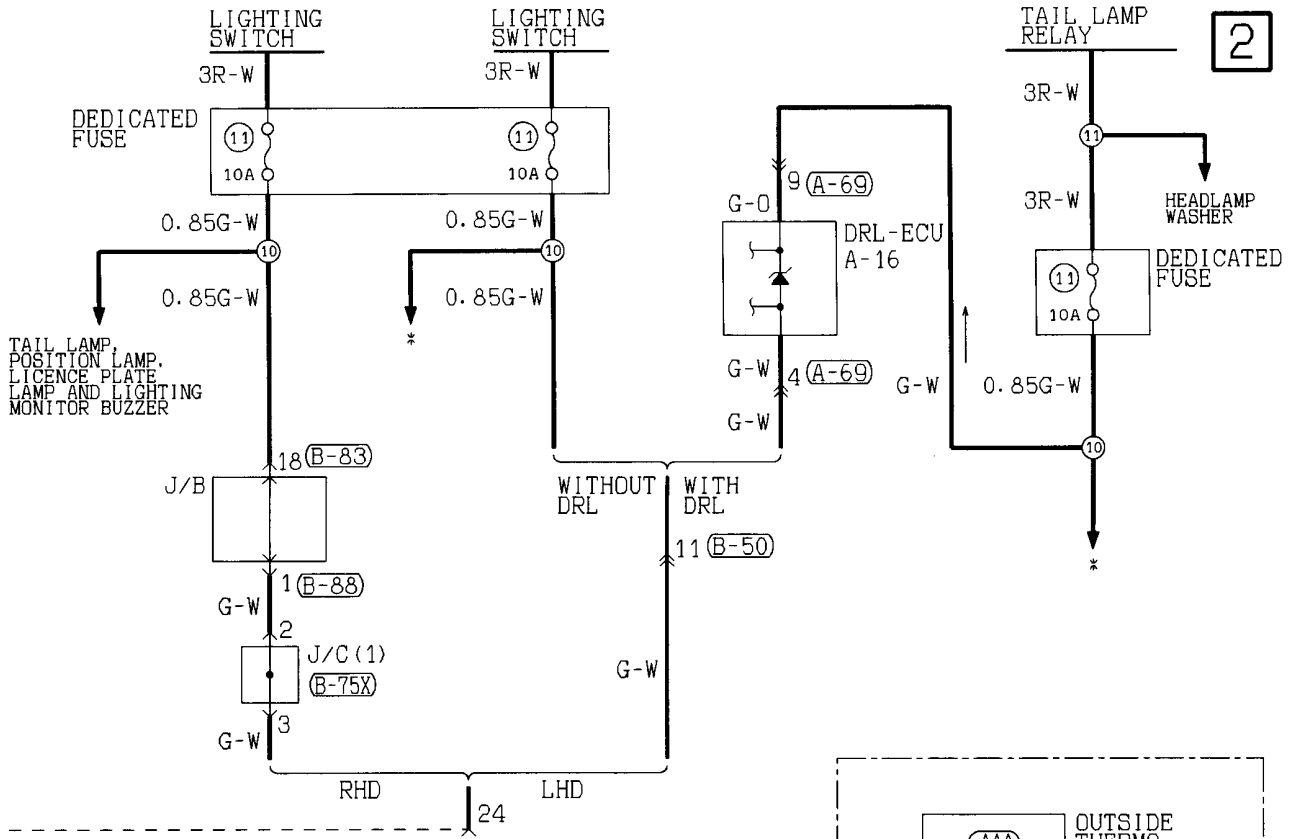 LIGHTING
SWITCH
LIGHTING
SWITCH
TAIL LAMP
RELAY
2
3R-W
3R-W
3R-W
DEDICATED
FUSE
11
10A
11
10A
11
9 (A-69)
G-O
HEADLAMP
WASHER
3R-W
0.85G-W
0.85G-W
DRL-ECU
A-16
DEDICATED
FUSE
11
10A
10
10
0.85G-W
0.85G-W
*
TAIL LAMP,
POSITION LAMP.
LICENCE PLATE
LAMP AND LIGHTING
MONITOR BUZZER
G-W
4 (A-69)
G-W
G-W
0.85G-W
10
*
18 (B-83)
J/B
WITHOUT
DRL
WITH
DRL
11 (B-50)
1 (B-88)
G-W
2
J/C(1)
(B-75X)
3
G-W
G-W
RHD
LHD
24
OUTSIDE
THERMO